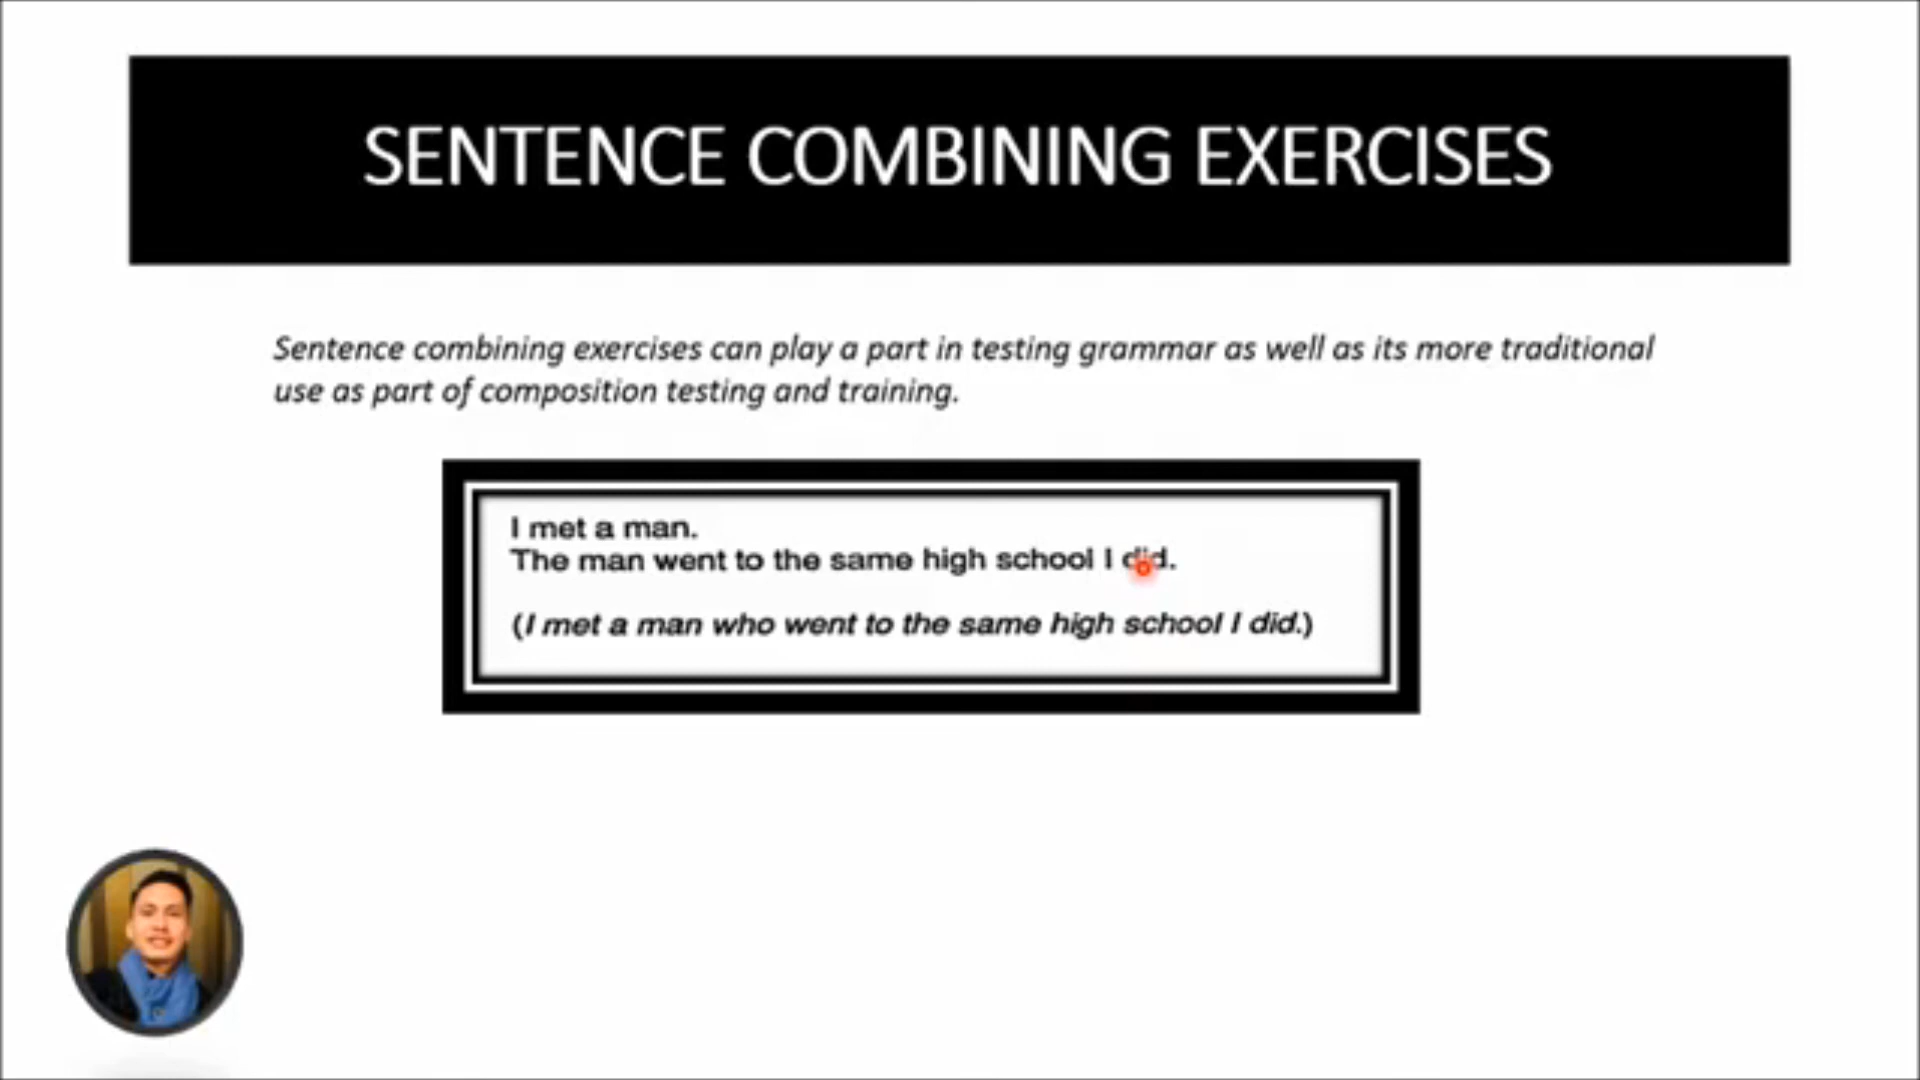 SENTENCE COMBINING EXERCISES
Sentence combining exercises can play a part in testing grammar as well as its more traditional
use as part of composition testing and training.
I met a man.
The man went to the same high school I did.
(I met a man who went to the same high school I did.)